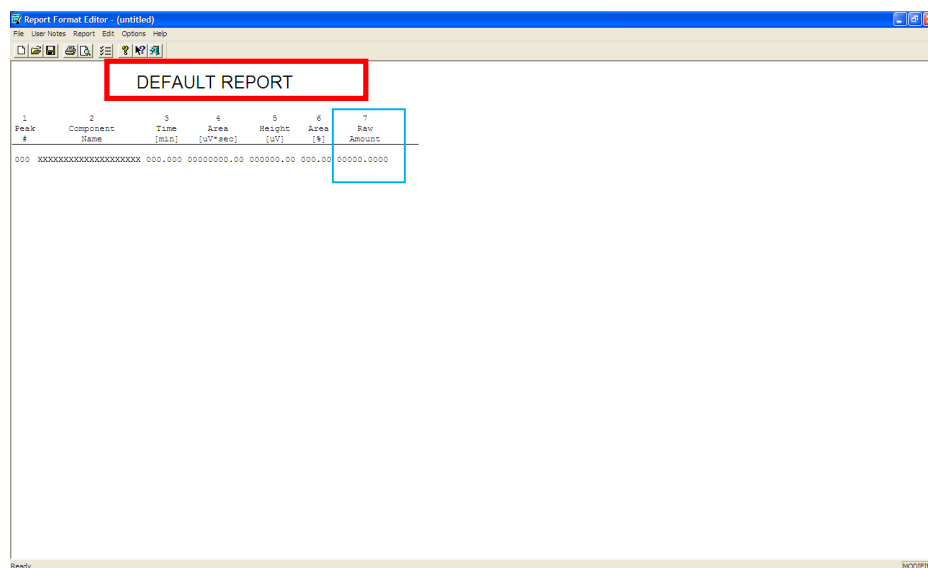 Report Format Editor - (untitled)
File User Notes Report Edit Options Help
DEFAULT REPORT
1 2 3 4 5 6 7
Peak Component Time Area Height Area Raw
# Name [min] [uV*sec] [uV] [%] Amount
000 XXXXXXXXXXXXXXXXXXXX 000.000 00000000.00 000000.00 000.00 00000.0000
Ready